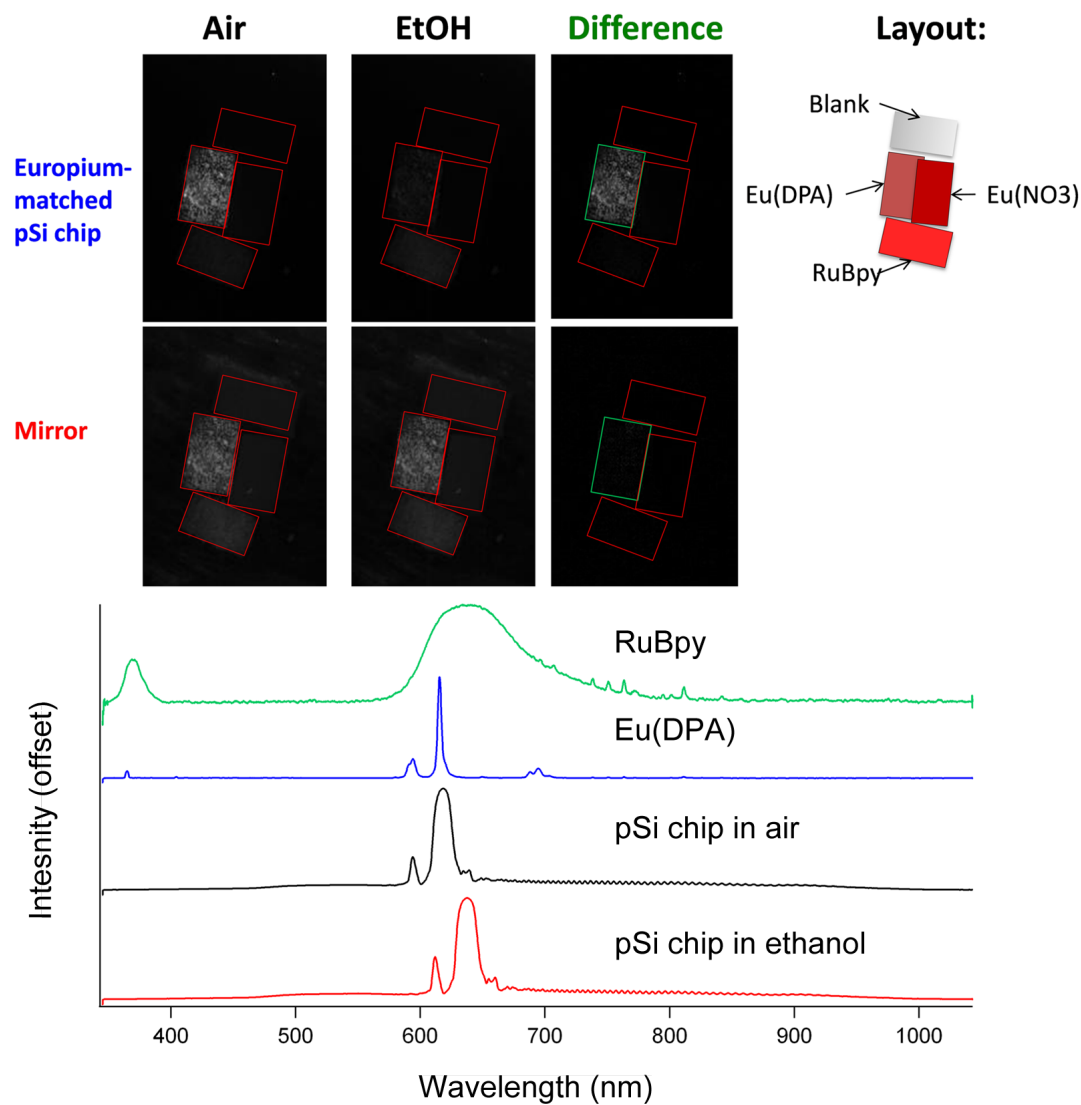 Air
EtOH
Difference
Layout:
Blank
Europium-
matched
pSi chip
Eu(DPA)
Eu(NO3)
RuBpy
Mirror
RuBpy
Eu(DPA)
pSi chip in air
pSi chip in ethanol
Intesnity (offset)
400
500
600
700
800
900
1000
Wavelength (nm)